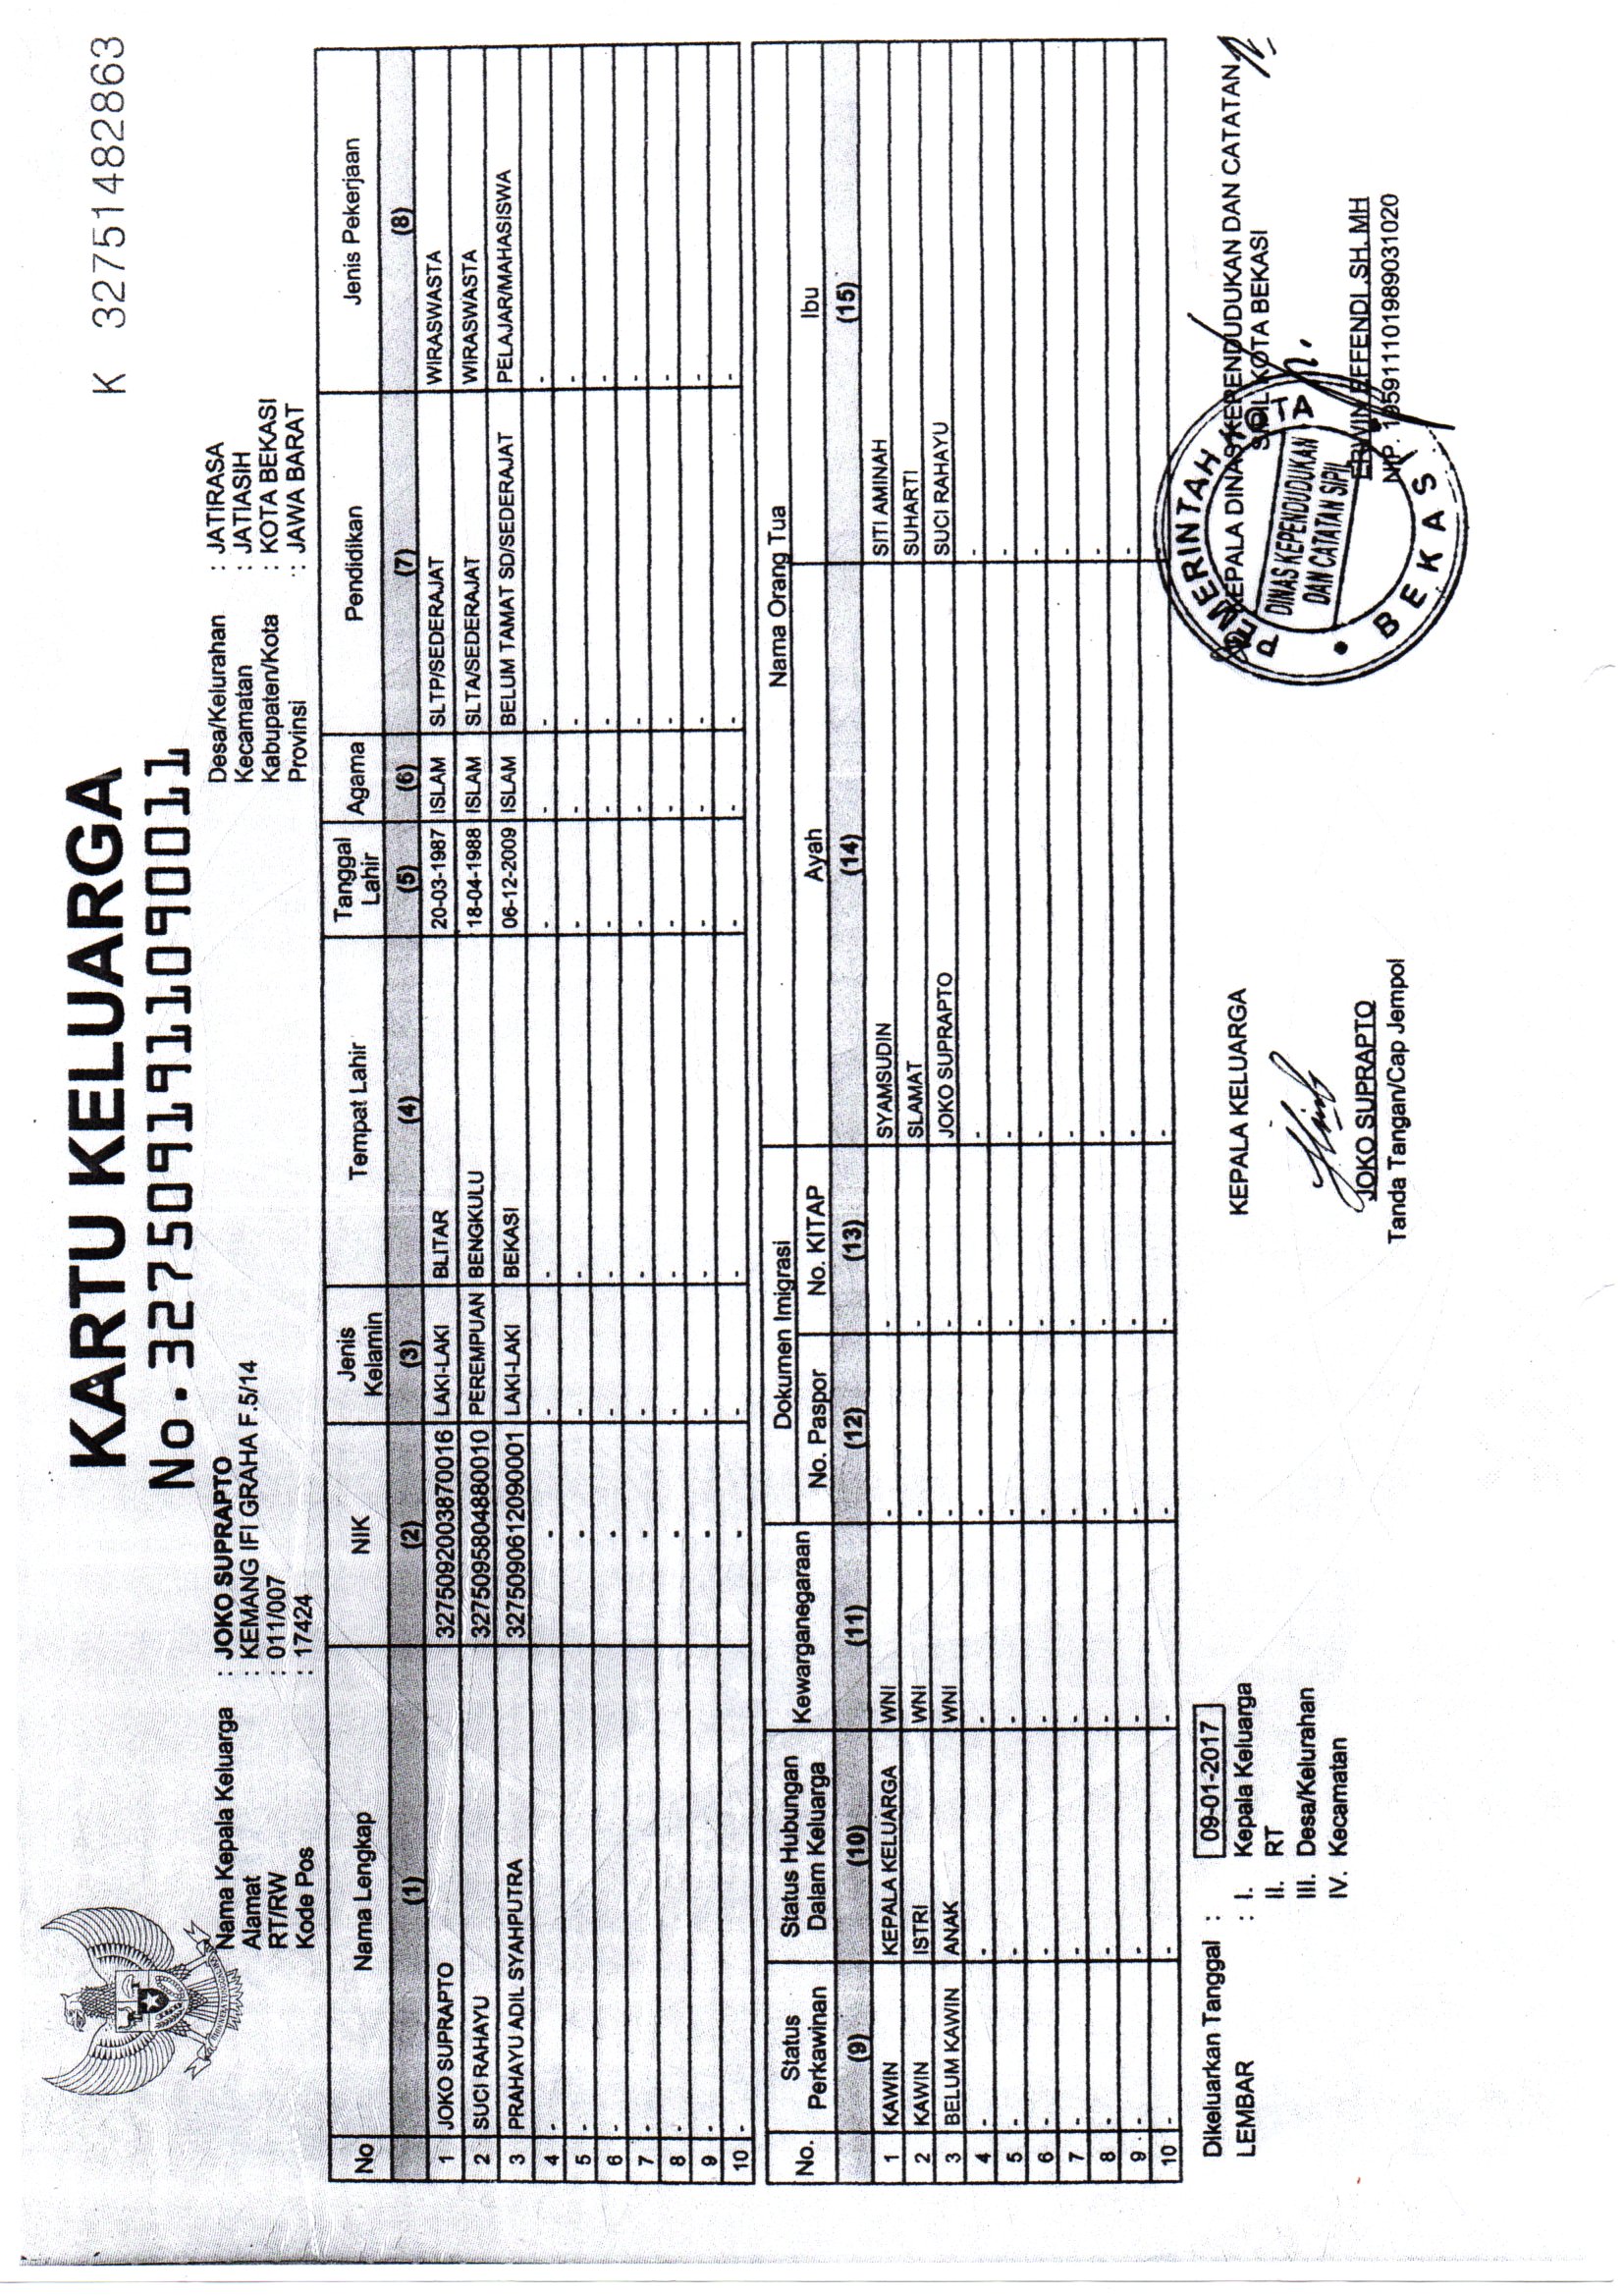 K 32751482863
KARTU KELUARGA
No.3275091911090011
Nama Kepala Keluarga : JOKO SUPRAPTO
Alamat : KEMANG IFI GRAHA F.5/14
RT/RW : 011/007
Kode Pos : 17424
Desa/Kelurahan : JATIRASA
Kecamatan : JATIASIH
Kabupaten/Kota : KOTA BEKASI
Provinsi : JAWA BARAT
No Nama Lengkap NIK Jenis Kelamin Tempat Lahir Tanggal Lahir Agama Pendidikan Jenis Pekerjaan
(1) (2) (3) (4) (5) (6) (7) (8)
1 JOKO SUPRAPTO 3275092003870016 LAKI-LAKI BLITAR 20-03-1987 ISLAM SLTP/SEDERAJAT WIRASWASTA
2 SUCI RAHAYU 3275095804880010 PEREMPUAN BENGKULU 18-04-1988 ISLAM SLTA/SEDERAJAT WIRASWASTA
3 PRAHAYU ADIL SYAHPUTRA 3275090612090001 LAKI-LAKI BEKASI 06-12-2009 ISLAM BELUM TAMAT SD/SEDERAJAT PELAJAR/MAHASISWA
4 - - - - - - - -
5 - - - - - - - -
6 - - - - - - - -
7 - - - - - - - -
8 - - - - - - - -
9 - - - - - - - -
10 - - - - - - - -
No. Status Perkawinan Status Hubungan Dalam Keluarga Kewarganegaraan Dokumen Imigrasi Nama Orang Tua
No. Paspor No. KITAP Ayah Ibu
(9) (10) (11) (12) (13) (14) (15)
1 KAWIN KEPALA KELUARGA WNI - - SYAMSUDIN SITI AMINAH
2 KAWIN ISTRI WNI - - SLAMAT SUHARTI
3 BELUM KAWIN ANAK WNI - - JOKO SUPRAPTO SUCI RAHAYU
4 - - - - - - -
5 - - - - - - -
6 - - - - - - -
7 - - - - - - -
8 - - - - - - -
9 - - - - - - -
10 - - - - - -
Dikeluarkan Tanggal : 09-01-2017
LEMBAR : I. Kepala Keluarga
II. RT
III. Desa/Kelurahan
IV. Kecamatan
KEPALA KELUARGA
JOKO SUPRAPTO
Tanda Tangan/Cap Jempol
KEPALA DINAS KEPENDUDUKAN DAN CATATAN
SIPIL KOTA BEKASI
ERWIN EFFENDI.SH.MH
NIP. 195911101989031020
PEMERINTAH KOTA
DINAS KEPENDUDUKAN
DAN CATATAN SIPIL
BEKASI